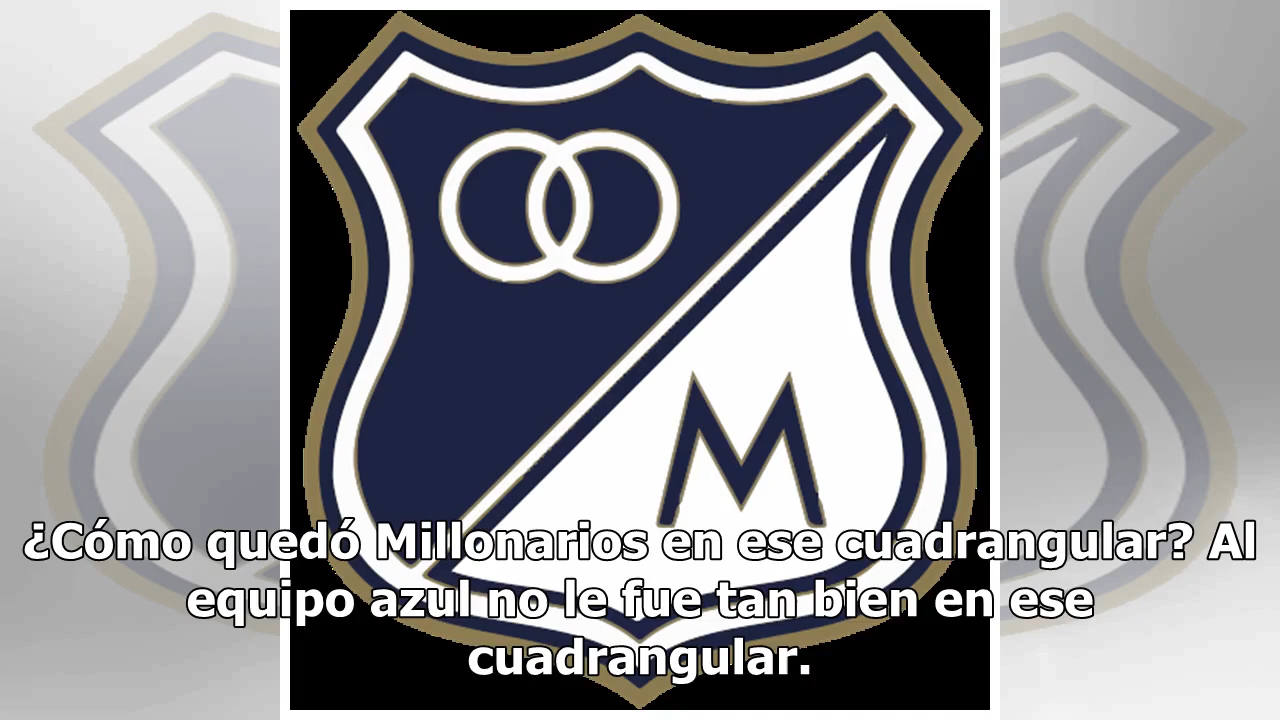 M
¿Cómo quedó Millonarios en ese cuadrangular? Al
equipo azul no le fue tan bien en ese
cuadrangular.